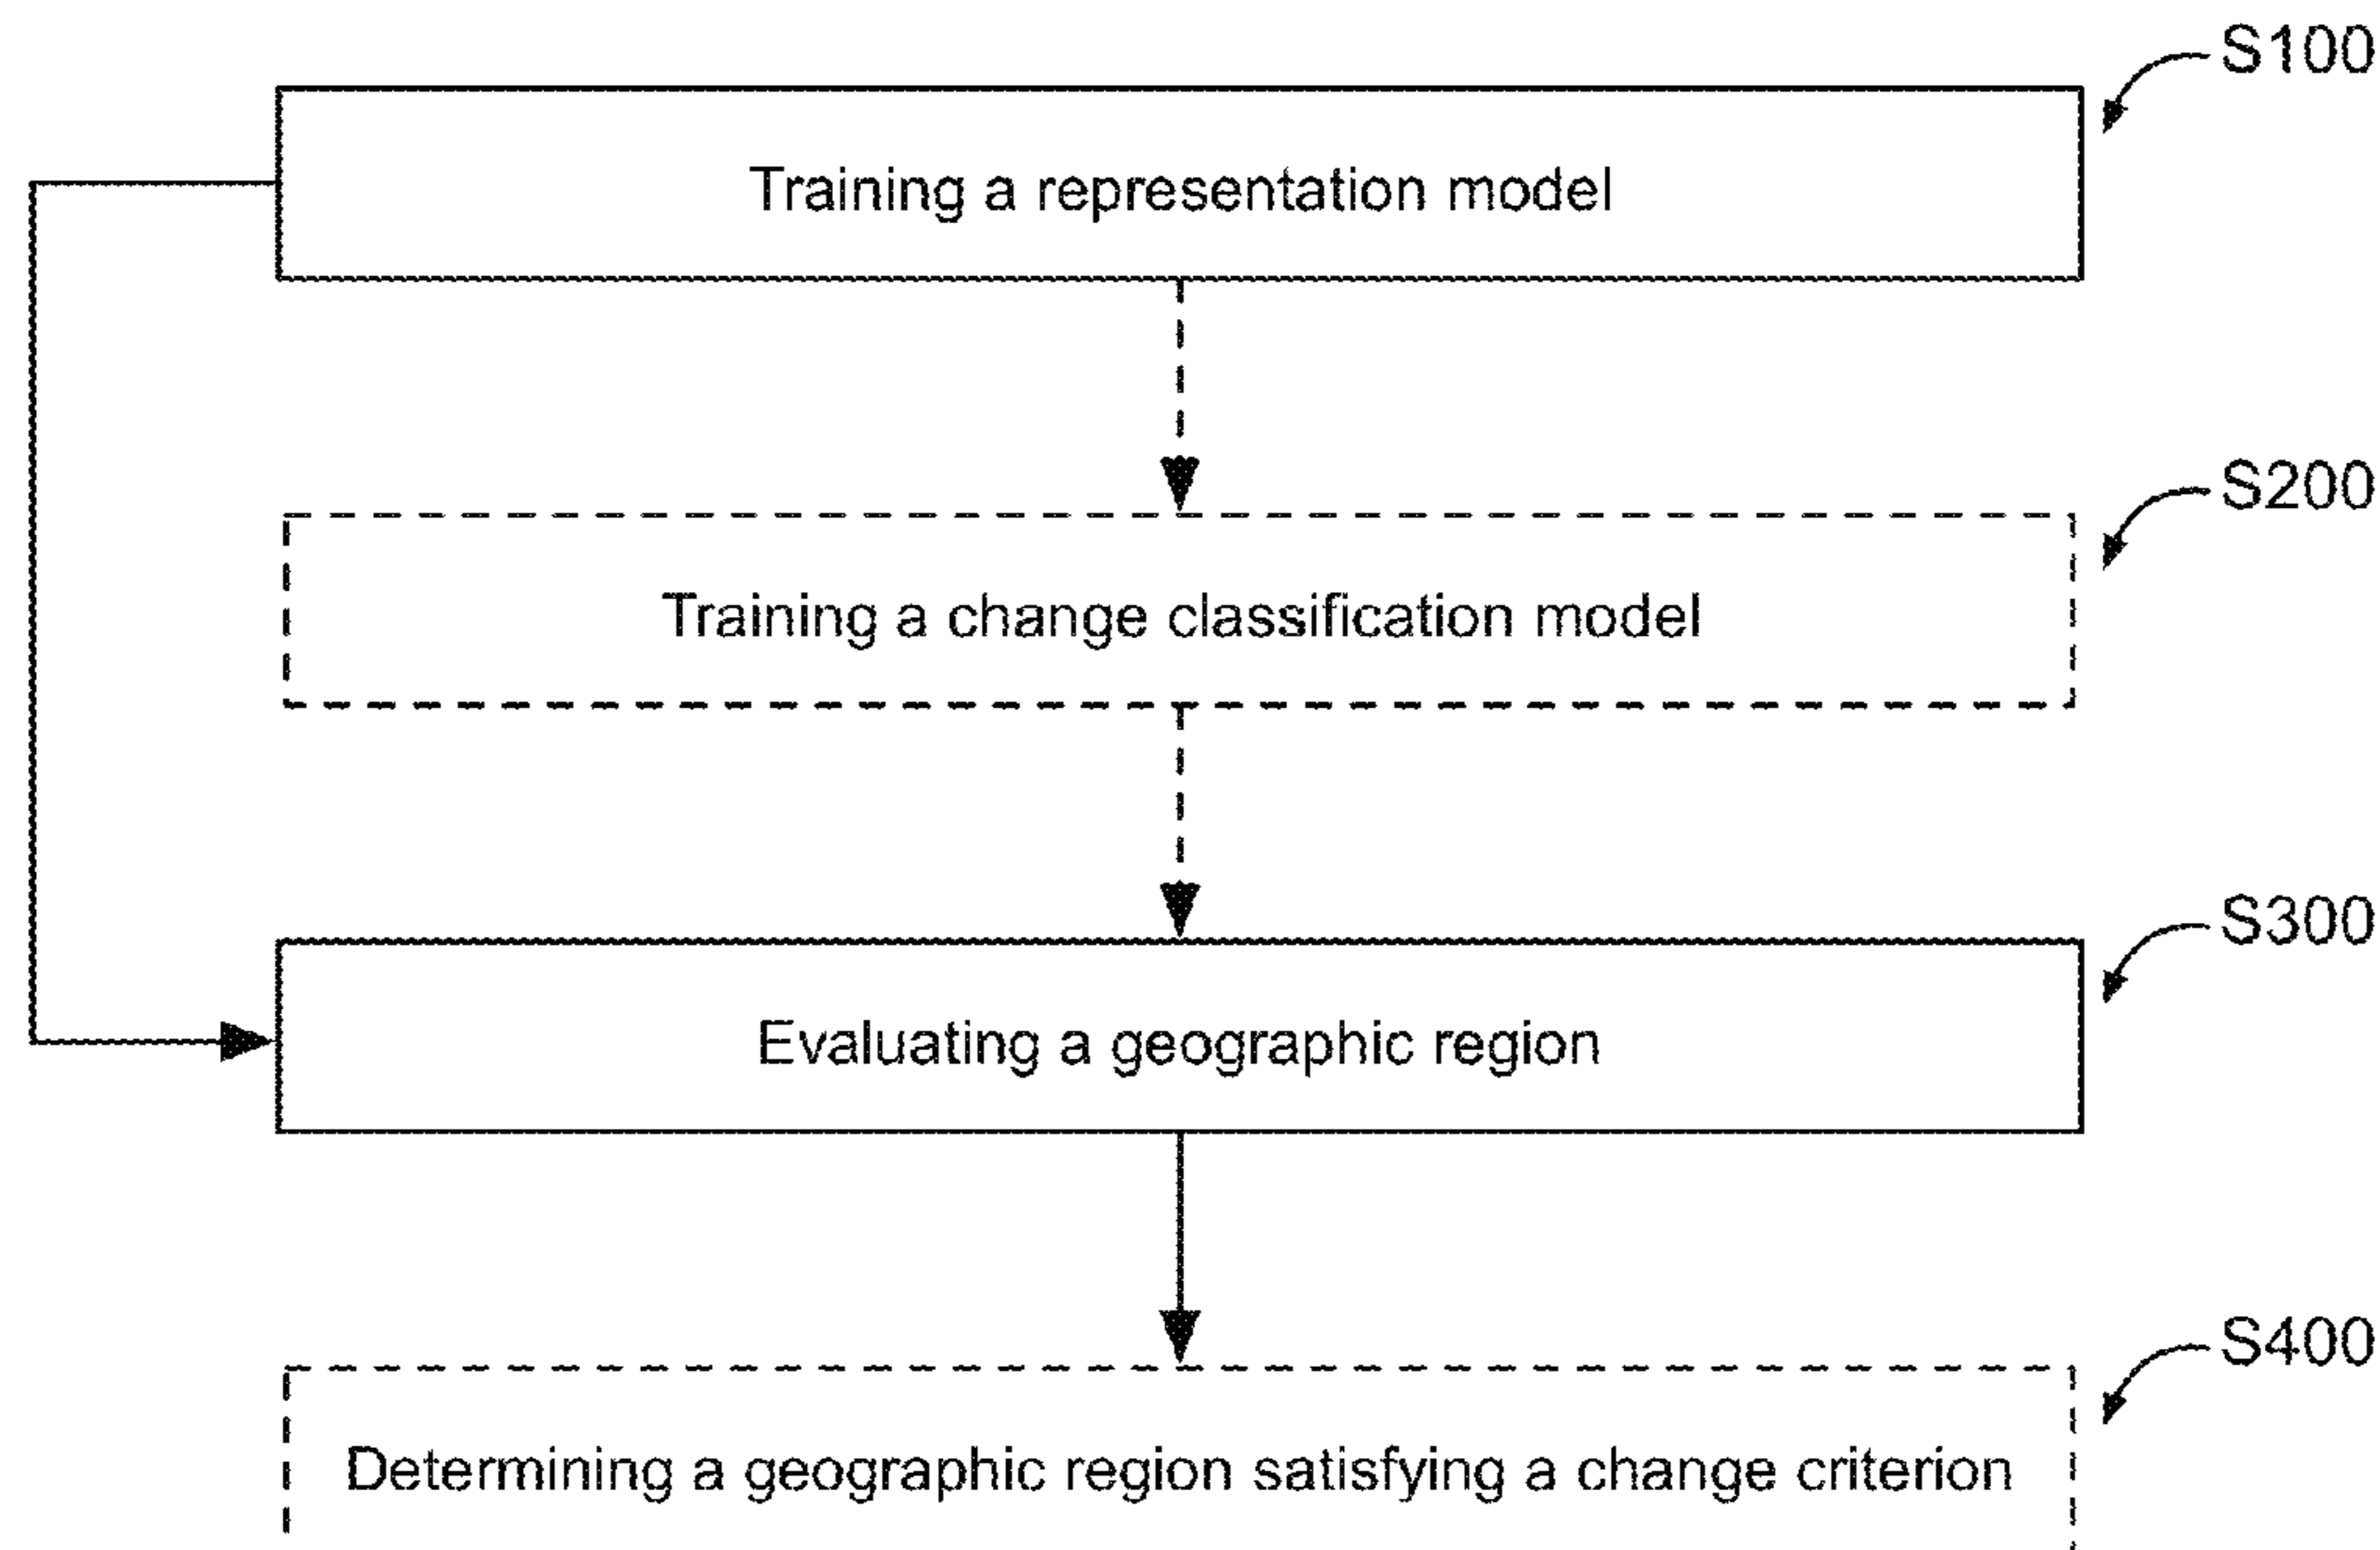 S100
Training a representation model
S200
Training a change classification model
S300
Evaluating a geographic region
S400
Determining a geographic region satisfying a change criterion